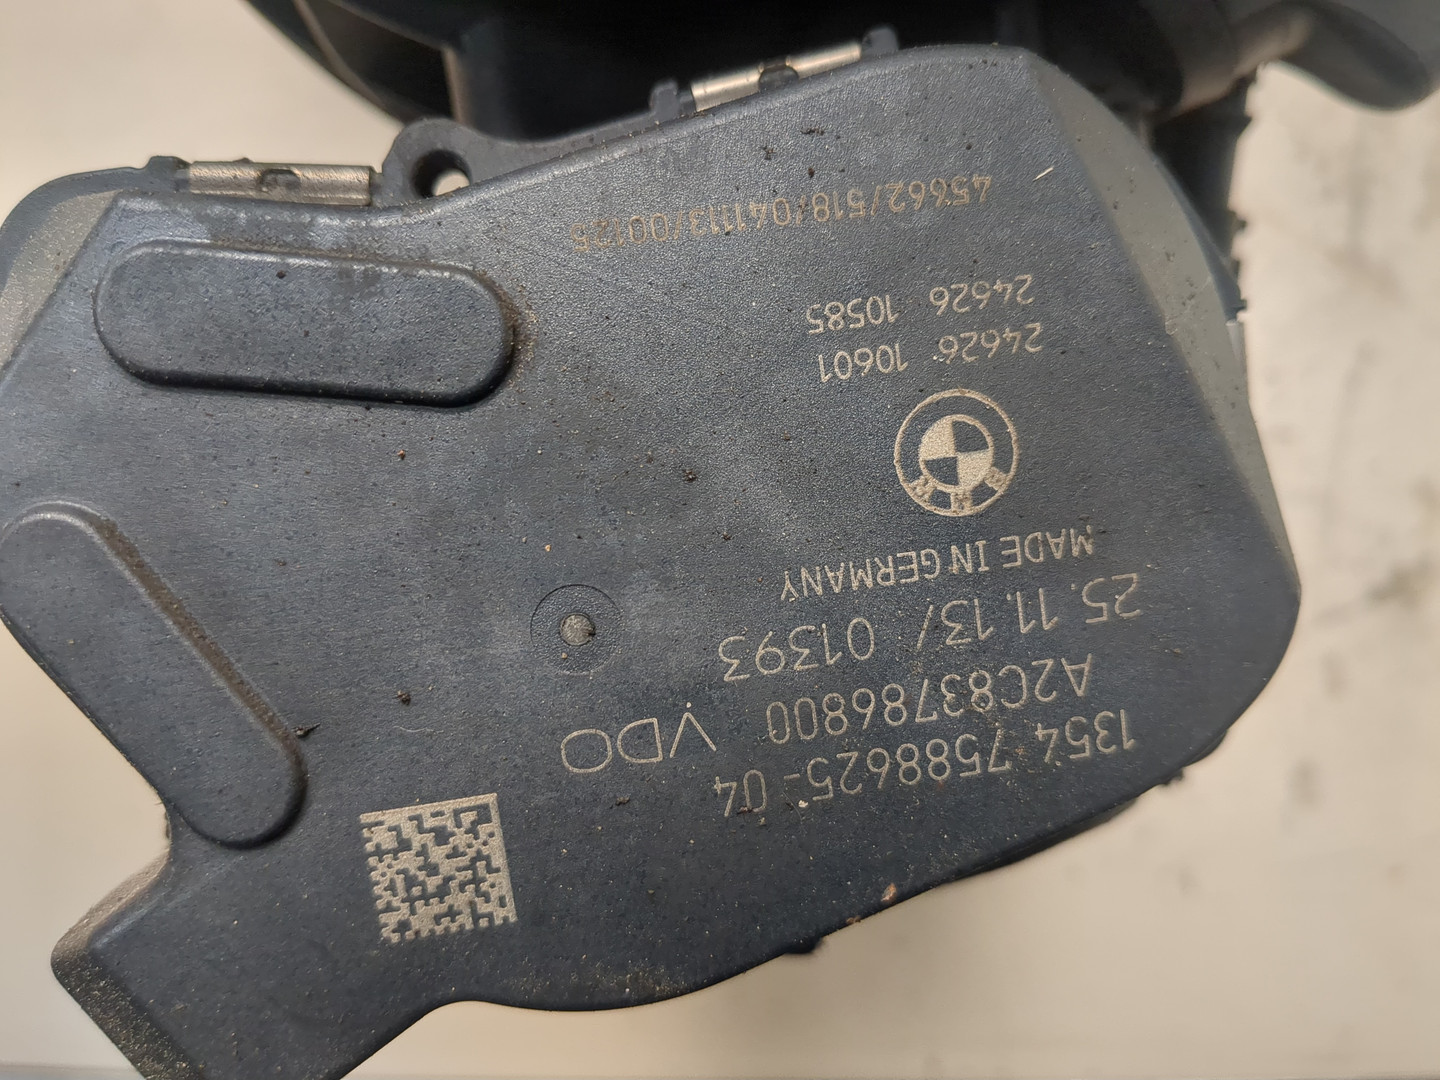 1354 7588625-04
A2C83786800 VDO
25.11.13/ 01393
MADE IN GERMANY
BMW
24626 10601
24626 10585
45662/518/041113/00125